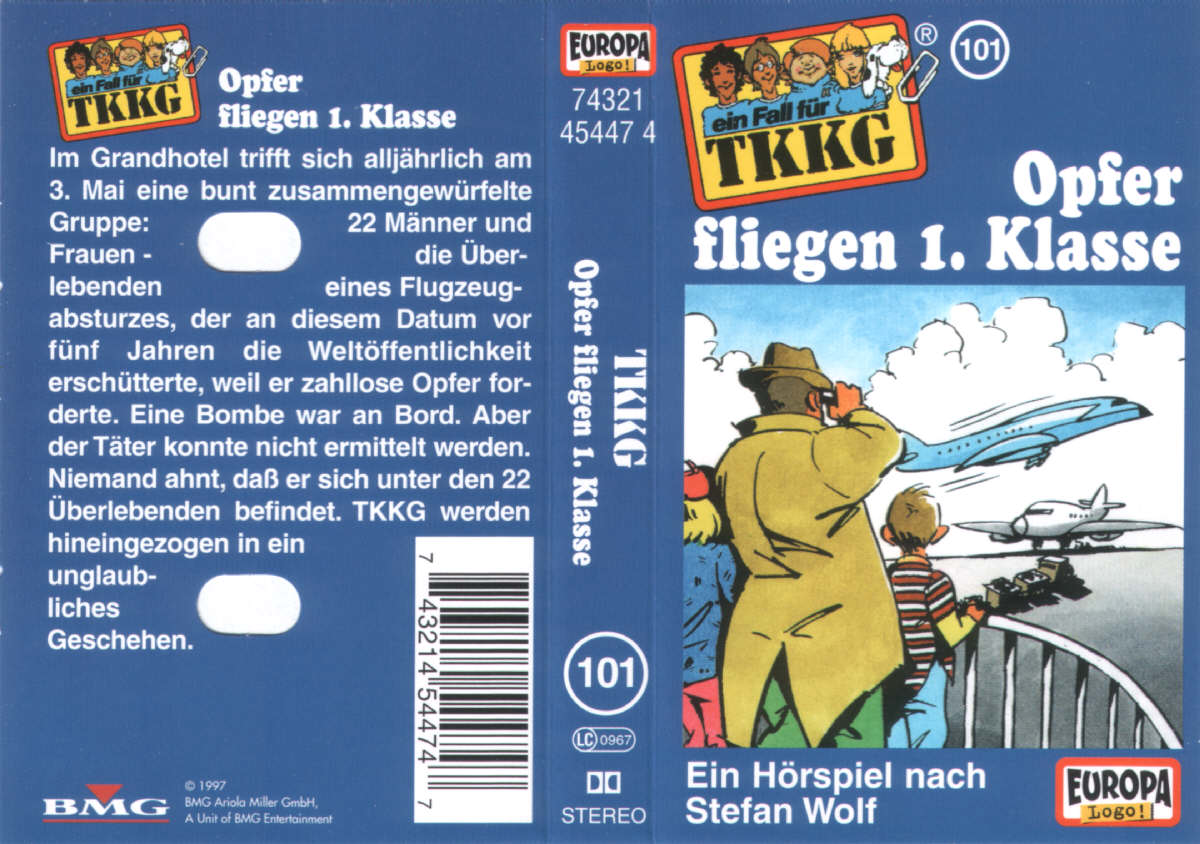 ein Fall für
TKKG
Opfer
fliegen 1. Klasse
Im Grandhotel trifft sich alljährlich am
3. Mai eine bunt zusammengewürfelte
Gruppe: 22 Männer und
Frauen - die Über-
lebenden eines Flugzeug-
absturzes, der an diesem Datum vor
fünf Jahren die Weltöffentlichkeit
erschütterte, weil er zahllose Opfer for-
derte. Eine Bombe war an Bord. Aber
der Täter konnte nicht ermittelt werden.
Niemand ahnt, daß er sich unter den 22
Überlebenden befindet. TKKG werden
hineingezogen in ein
unglaub-
liches
Geschehen.
7 43214 54474 7
BMG
© 1997
BMG Ariola Miller GmbH,
A Unit of BMG Entertainment
EUROPA
Logo!
74321
45447 4
TKKG
Opfer fliegen 1. Klasse
101
LC 0967
STEREO
ein Fall für
TKKG
®
101
Opfer
fliegen 1. Klasse
Ein Hörspiel nach
Stefan Wolf
EUROPA
Logo!